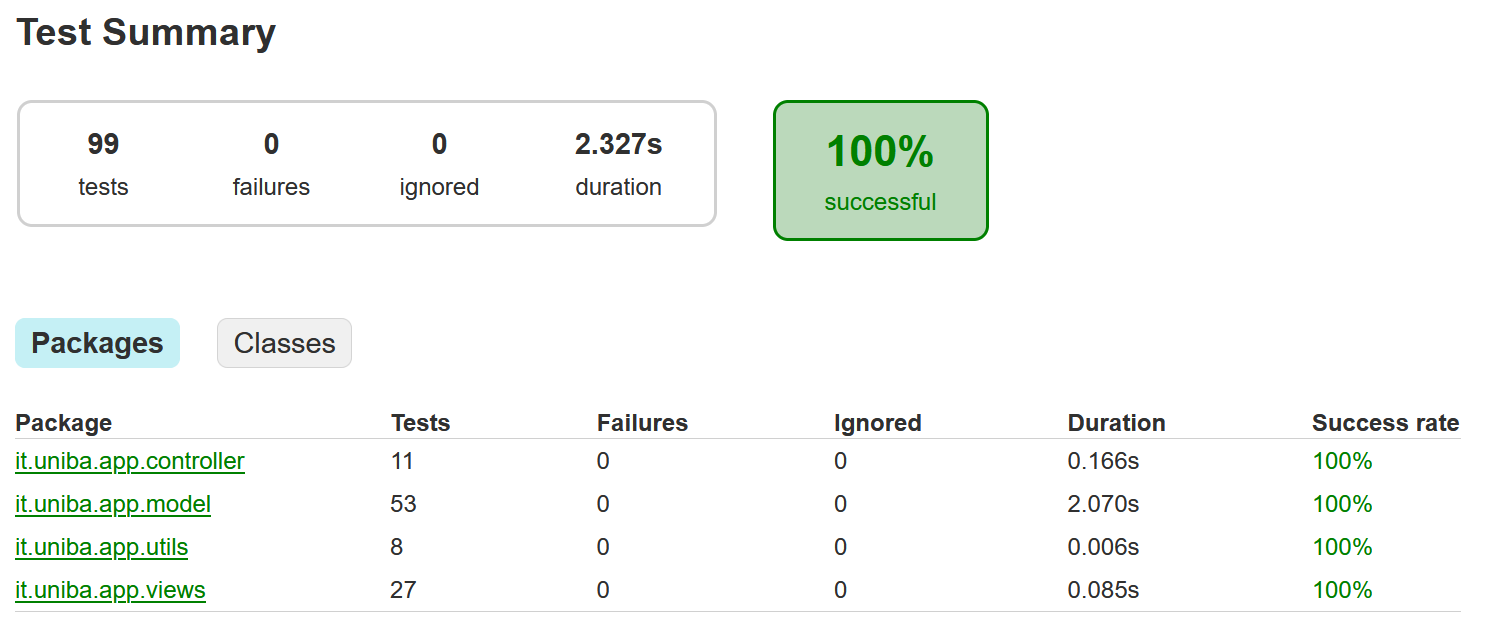 Test Summary
99 0 0 2.327s
tests failures ignored duration
100%
successful
Packages Classes
Package Tests Failures Ignored Duration Success rate
it.uniba.app.controller 11 0 0 0.166s 100%
it.uniba.app.model 53 0 0 2.070s 100%
it.uniba.app.utils 8 0 0 0.006s 100%
it.uniba.app.views 27 0 0 0.085s 100%